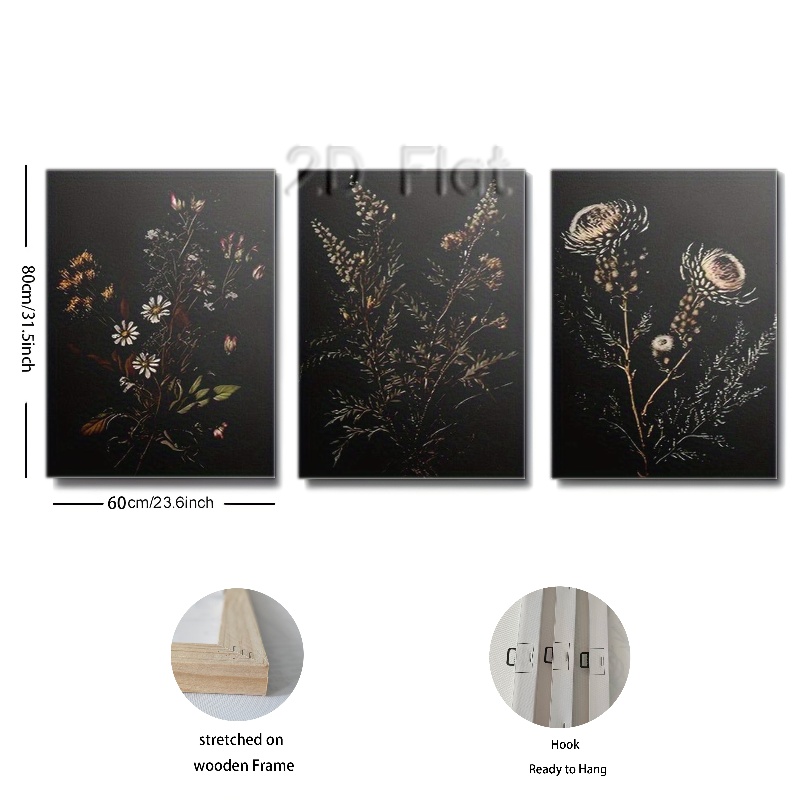 2D Flat
80cm/31.5inch
60cm/23.6inch
stretched on
wooden Frame
Hook
Ready to Hang